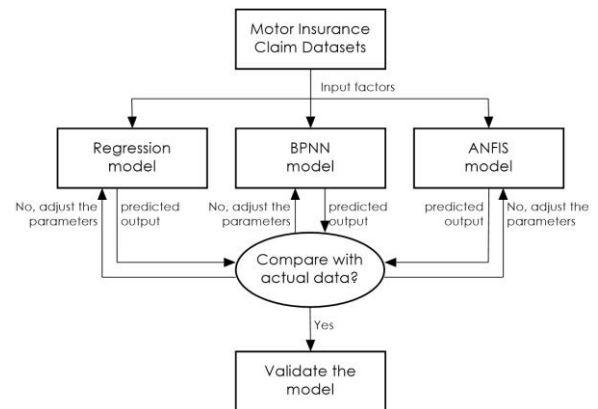 Motor Insurance
Claim Datasets
Input factors
Regression
model
BPNN
model
ANFIS
model
No, adjust the
parameters
predicted
output
No, adjust the
parameters
predicted
output
predicted
output
No, adjust the
parameters
Compare with
actual data?
Yes
Validate the
model